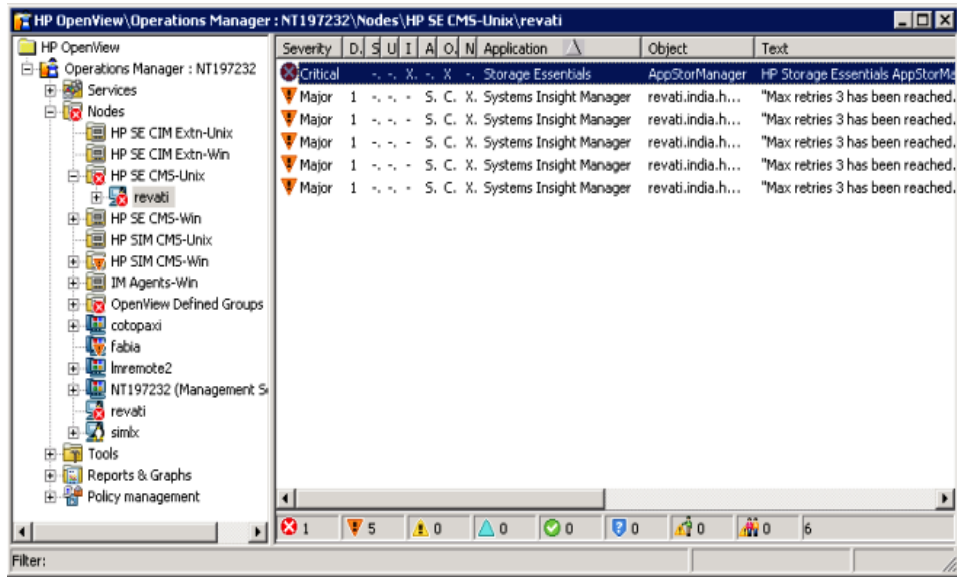 HP OpenView\Operations Manager : NT197232\Nodes\HP SE CMS-Unix\revati
HP OpenView
Operations Manager : NT197232
Services
Nodes
HP SE CIM Extn-Unix
HP SE CIM Extn-Win
HP SE CMS-Unix
revati
HP SE CMS-Win
HP SIM CMS-Unix
HP SIM CMS-Win
IM Agents-Win
OpenView Defined Groups
cotopaxi
fabia
lmremote2
NT197232 (Management Se
revati
simlx
Tools
Reports & Graphs
Policy management
Severity D. S U I A O. N Application Object Text
Critical -. -. X. -. X -. Storage Essentials AppStorManager HP Storage Essentials AppStorMa
Major 1 -. -. - S. C. X. Systems Insight Manager revati.india.h... "Max retries 3 has been reached.
Major 1 -. -. - S. C. X. Systems Insight Manager revati.india.h... "Max retries 3 has been reached.
Major 1 -. -. - S. C. X. Systems Insight Manager revati.india.h... "Max retries 3 has been reached.
Major 1 -. -. - S. C. X. Systems Insight Manager revati.india.h... "Max retries 3 has been reached.
Major 1 -. -. - S. C. X. Systems Insight Manager revati.india.h... "Max retries 3 has been reached.
1 5 0 0 0 0 0 0 6
Filter: